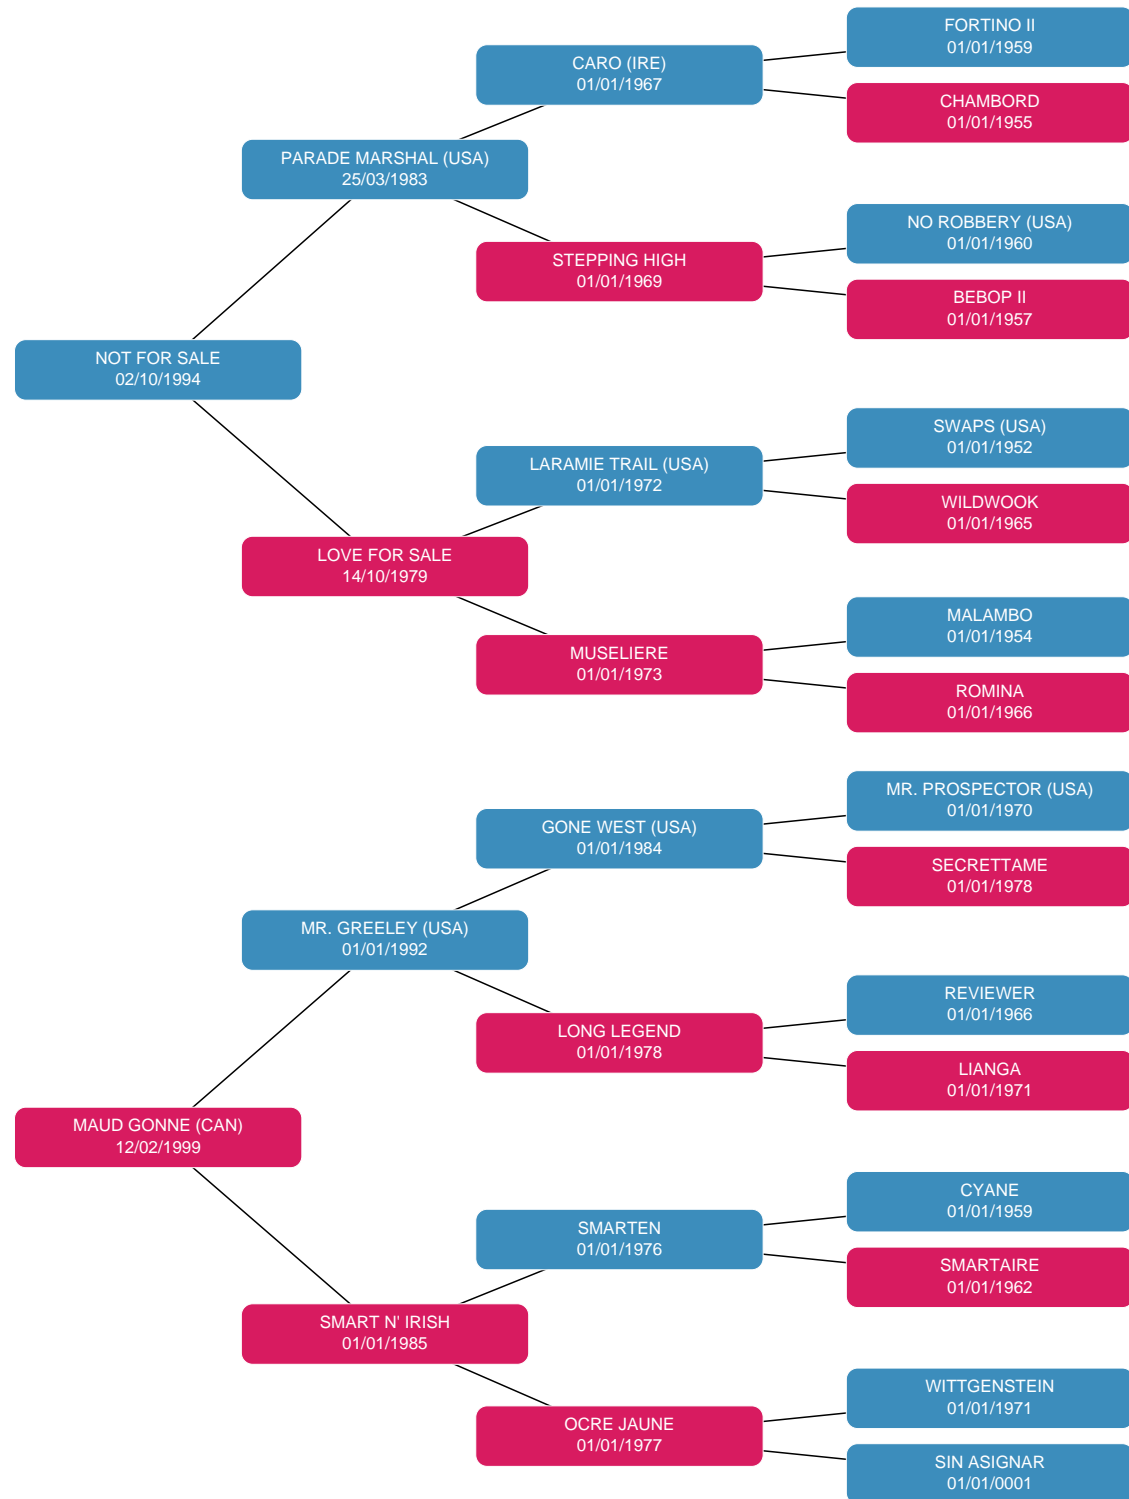 FORTINO II
01/01/1959
CARO (IRE)
01/01/1967
CHAMBORD
01/01/1955
PARADE MARSHAL (USA)
25/03/1983
NO ROBBERY (USA)
01/01/1960
STEPPING HIGH
01/01/1969
BEBOP II
01/01/1957
NOT FOR SALE
02/10/1994
SWAPS (USA)
01/01/1952
LARAMIE TRAIL (USA)
01/01/1972
WILDWOOK
01/01/1965
LOVE FOR SALE
14/10/1979
MALAMBO
01/01/1954
MUSELIERE
01/01/1973
ROMINA
01/01/1966
MR. PROSPECTOR (USA)
01/01/1970
GONE WEST (USA)
01/01/1984
SECRETTAME
01/01/1978
MR. GREELEY (USA)
01/01/1992
REVIEWER
01/01/1966
LONG LEGEND
01/01/1978
LIANGA
01/01/1971
MAUD GONNE (CAN)
12/02/1999
CYANE
01/01/1959
SMARTEN
01/01/1976
SMARTAIRE
01/01/1962
SMART N' IRISH
01/01/1985
WITTGENSTEIN
01/01/1971
OCRE JAUNE
01/01/1977
SIN ASIGNAR
01/01/0001